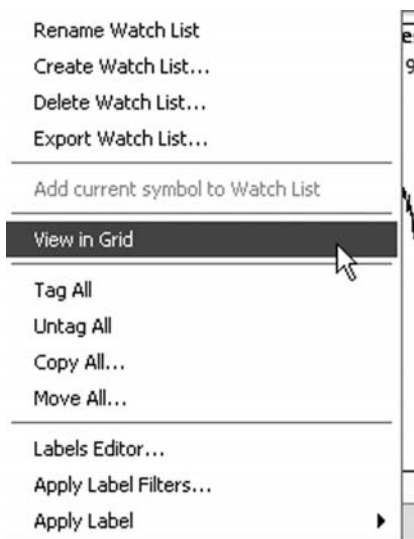 Rename Watch List
Create Watch List...
Delete Watch List...
Export Watch List...
Add current symbol to Watch List
View in Grid
Tag All
Untag All
Copy All...
Move All...
Labels Editor...
Apply Label Filters...
Apply Label